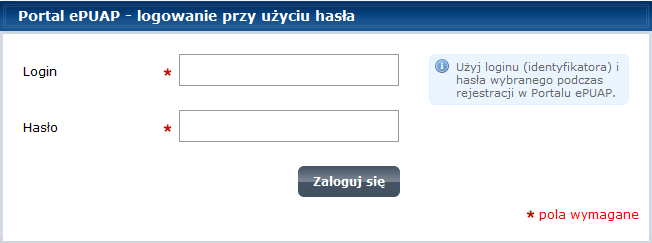 Portal ePUAP - logowanie przy użyciu hasła
Login *
Użyj loginu (identyfikatora) i
hasła wybranego podczas
rejestracji w Portalu ePUAP.
Hasło *
Zaloguj się
* pola wymagane